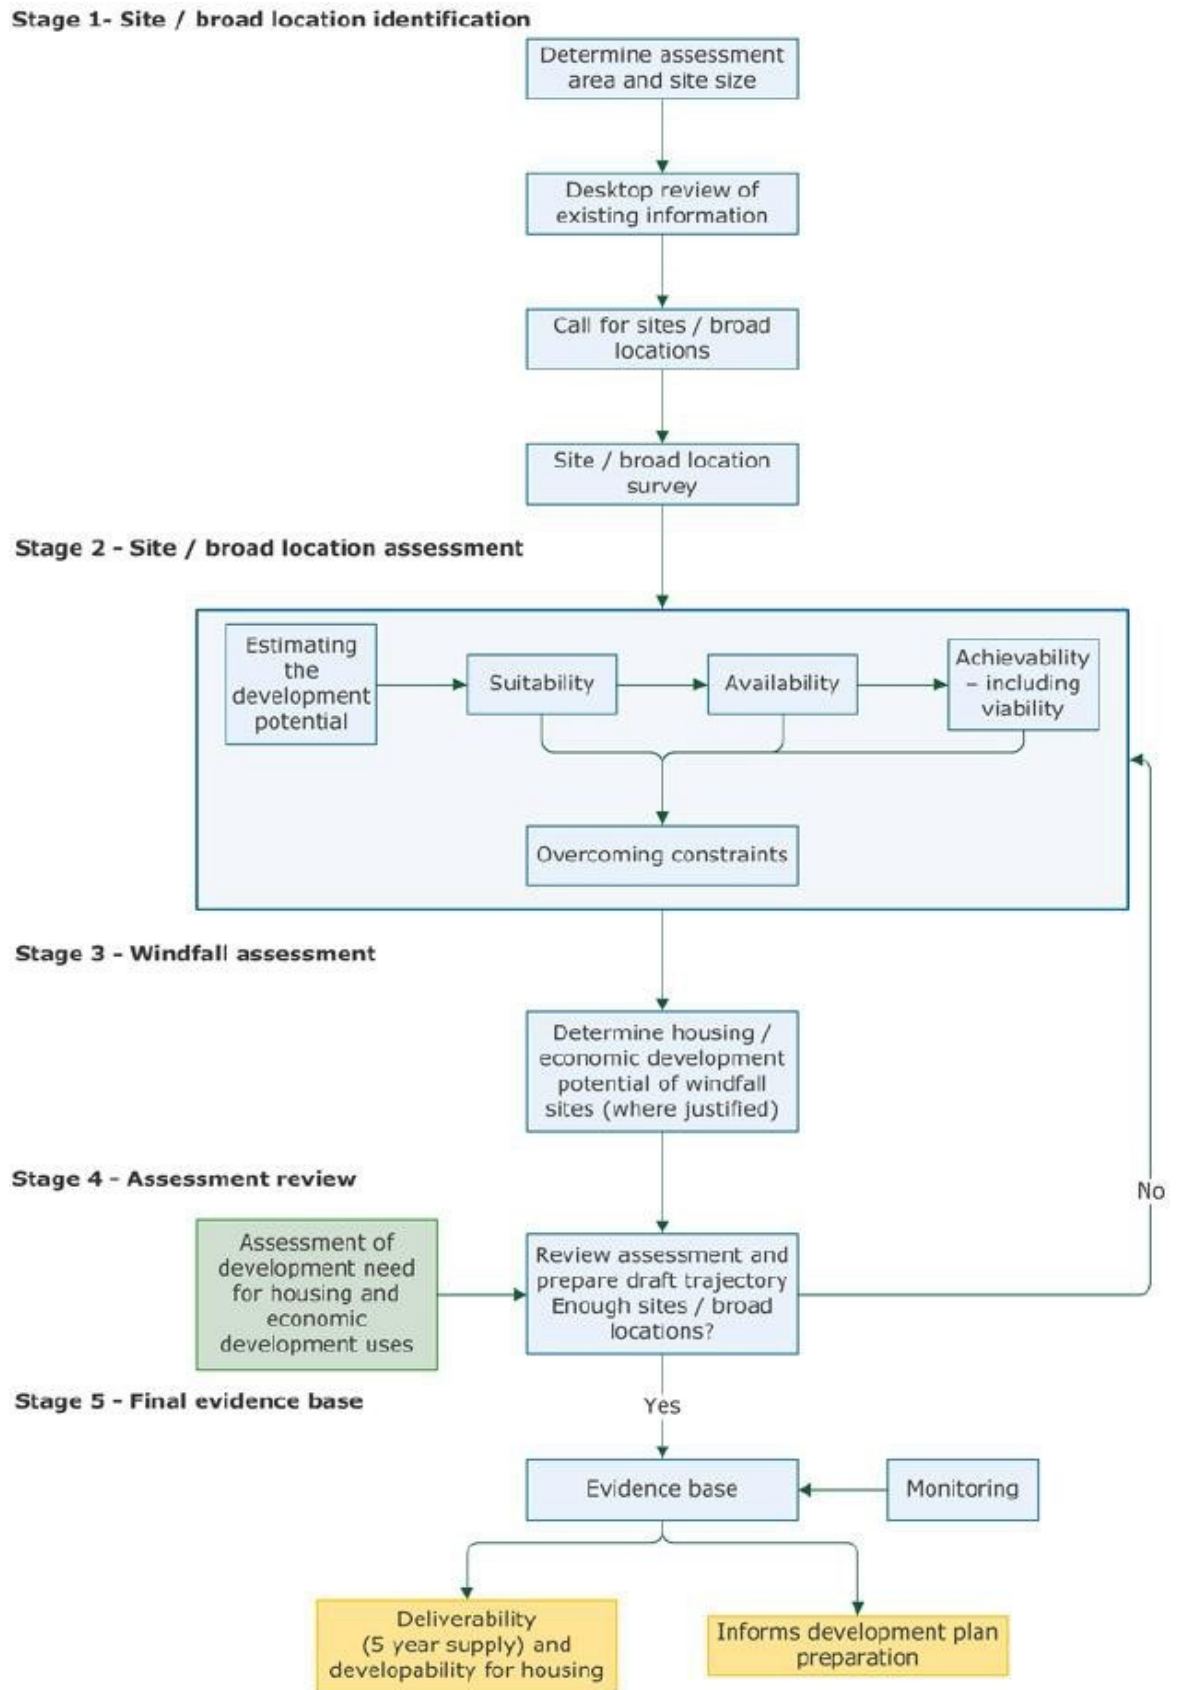 Stage 1- Site / broad location identification
Determine assessment
area and site size
Desktop review of
existing information
Call for sites / broad
locations
Site / broad location
survey
Stage 2 - Site / broad location assessment
Estimating
the
development
potential
Suitability
Availability
Achievability
– including
viability
Overcoming constraints
Stage 3 - Windfall assessment
Determine housing /
economic development
potential of windfall
sites (where justified)
Stage 4 - Assessment review
No
Assessment of
development need
for housing and
economic
development uses
Review assessment and
prepare draft trajectory
Enough sites / broad
locations?
Stage 5 - Final evidence base
Yes
Evidence base
Monitoring
Deliverability
(5 year supply) and
developability for housing
Informs development plan
preparation